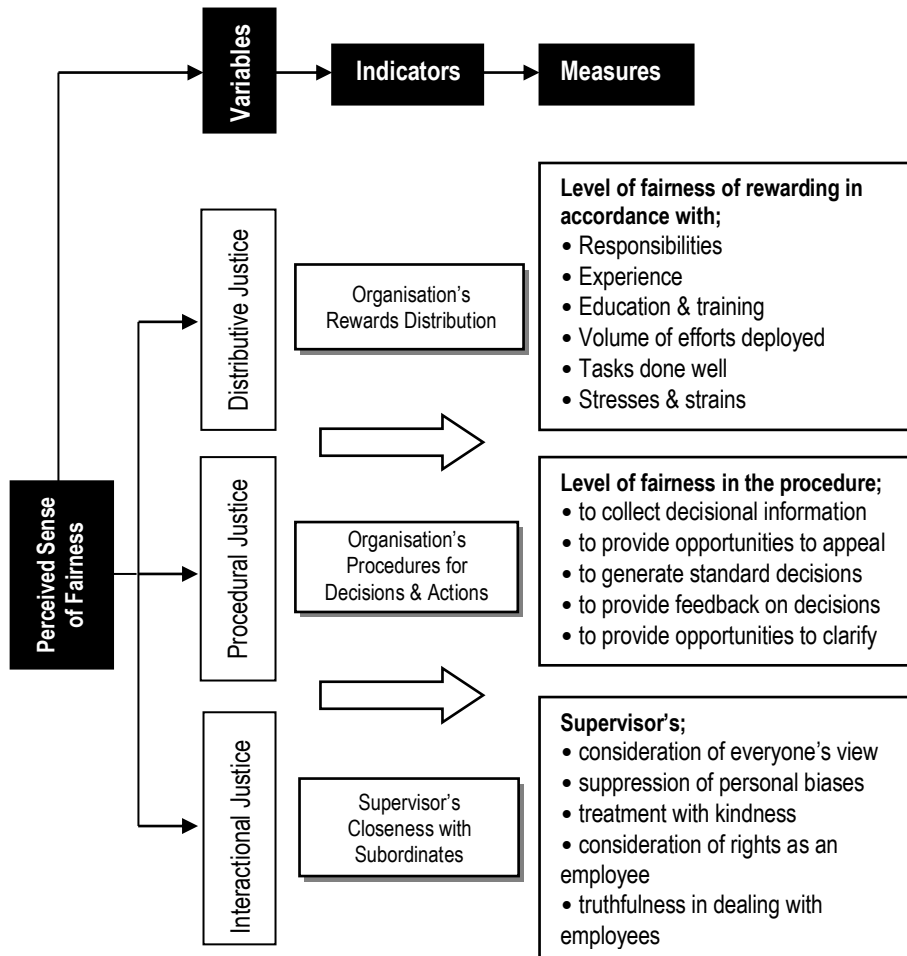 Variables
Indicators
Measures
Perceived Sense
of Fairness
Distributive Justice
Organisation’s
Rewards Distribution
Level of fairness of rewarding in
accordance with;
• Responsibilities
• Experience
• Education & training
• Volume of efforts deployed
• Tasks done well
• Stresses & strains
Procedural Justice
Organisation’s
Procedures for
Decisions & Actions
Level of fairness in the procedure;
• to collect decisional information
• to provide opportunities to appeal
• to generate standard decisions
• to provide feedback on decisions
• to provide opportunities to clarify
Interactional Justice
Supervisor’s
Closeness with
Subordinates
Supervisor’s;
• consideration of everyone’s view
• suppression of personal biases
• treatment with kindness
• consideration of rights as an
employee
• truthfulness in dealing with
employees